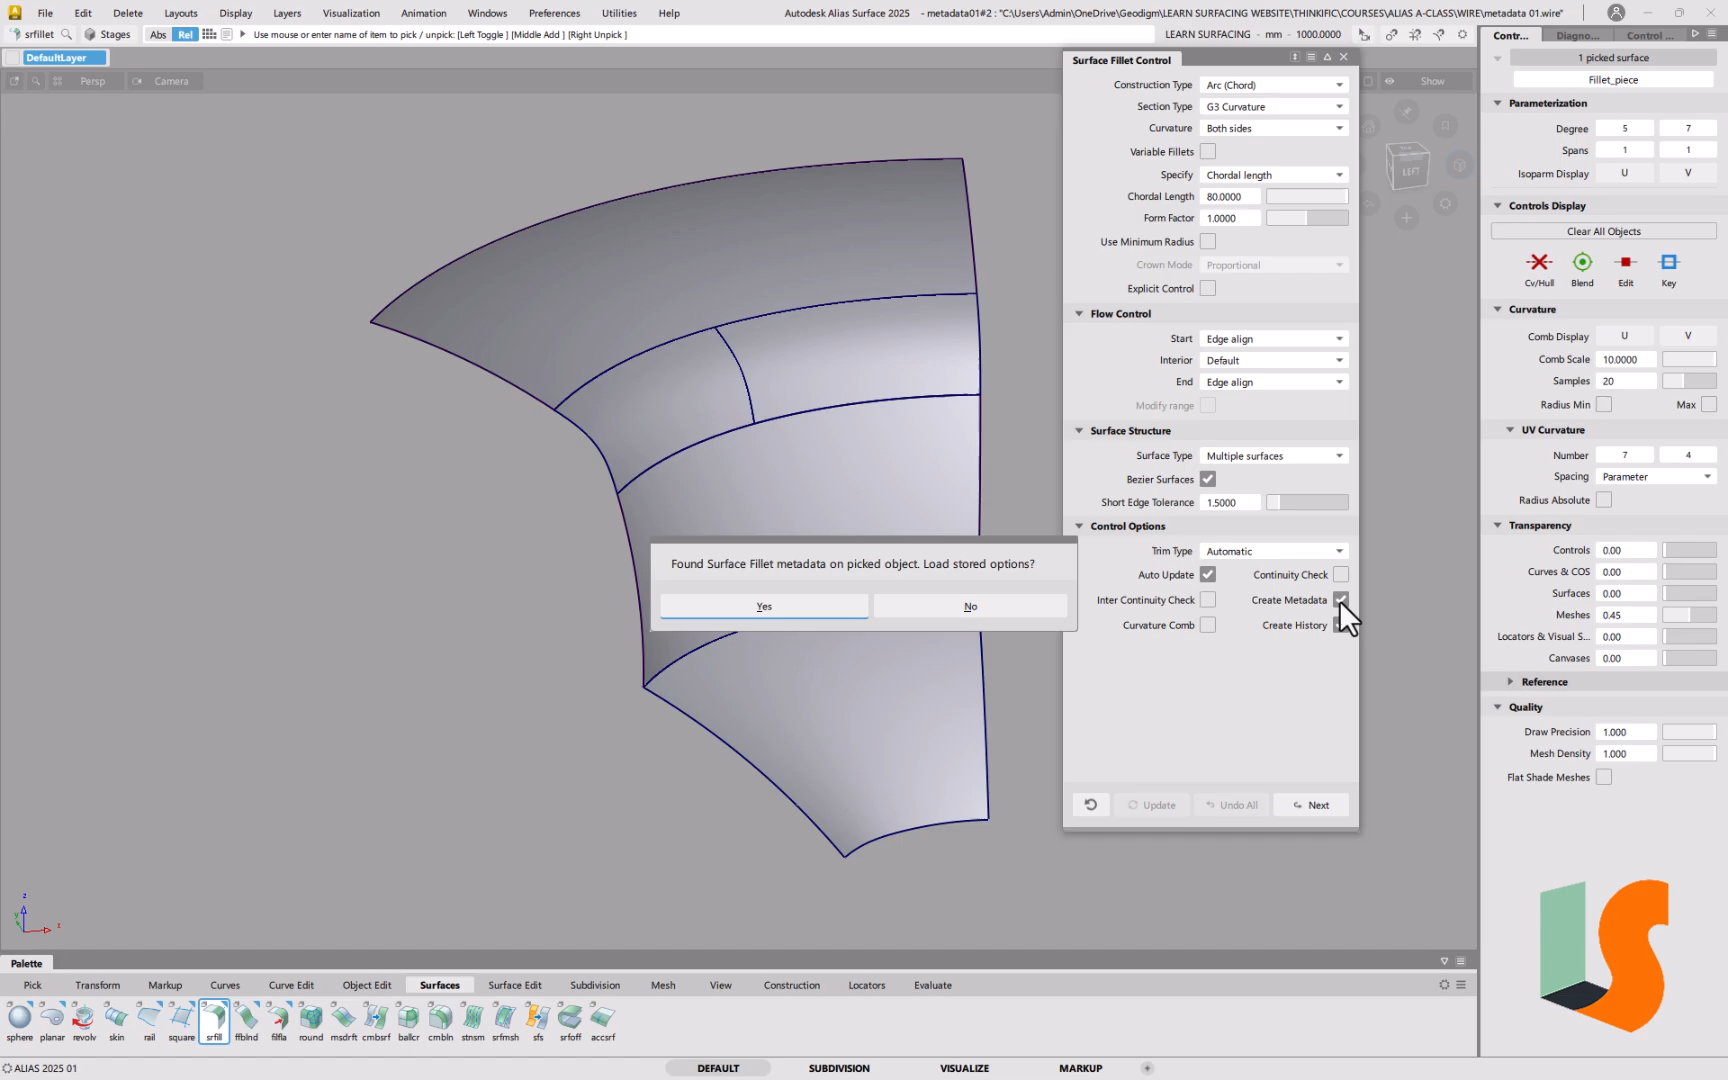 File Edit Delete Layouts Display Layers Visualization Animation Windows Preferences Utilities Help
Autodesk Alias Surface 2025 - metadata01#2 : "C:\Users\Admin\OneDrive\Geodigm\LEARN SURFACING WEBSITE\THINKIFIC\COURSES\ALIAS A-CLASS\WIRE\metadata 01.wire"
srfillet Stages Abs Rel Use mouse or enter name of item to pick / unpick: [Left Toggle ] [Middle Add ] [Right Unpick ]
LEARN SURFACING - mm - 1000.0000
DefaultLayer
Persp Camera
Show
LEFT
Surface Fillet Control
Construction Type Arc (Chord)
Section Type G3 Curvature
Curvature Both sides
Variable Fillets
Specify Chordal length
Chordal Length 80.0000
Form Factor 1.0000
Use Minimum Radius
Crown Mode Proportional
Explicit Control
Flow Control
Start Edge align
Interior Default
End Edge align
Modify range
Surface Structure
Surface Type Multiple surfaces
Bezier Surfaces
Short Edge Tolerance 1.5000
Control Options
Trim Type Automatic
Auto Update Continuity Check
Inter Continuity Check Create Metadata
Curvature Comb Create History
Update Undo All Next
Found Surface Fillet metadata on picked object. Load stored options?
Yes No
Contr... Diagno... Control ...
1 picked surface
Fillet_piece
Parameterization
Degree 5 7
Spans 1 1
Isoparm Display U V
Controls Display
Clear All Objects
Cv/Hull Blend Edit Key
Curvature
Comb Display U V
Comb Scale 10.0000
Samples 20
Radius Min Max
UV Curvature
Number 7 4
Spacing Parameter
Radius Absolute
Transparency
Controls 0.00
Curves & COS 0.00
Surfaces 0.00
Meshes 0.45
Locators & Visual S... 0.00
Canvases 0.00
Reference
Quality
Draw Precision 1.000
Mesh Density 1.000
Flat Shade Meshes
z
y
x
Palette
Pick Transform Markup Curves Curve Edit Object Edit Surfaces Surface Edit Subdivision Mesh View Construction Locators Evaluate
sphere planar revolv skin rail square srfill ffblnd filfla round msdrft cmbsrf ballcr crnbln stnsm srfmsh sfs srfoff accsrf
ALIAS 2025 01
DEFAULT SUBDIVISION VISUALIZE MARKUP